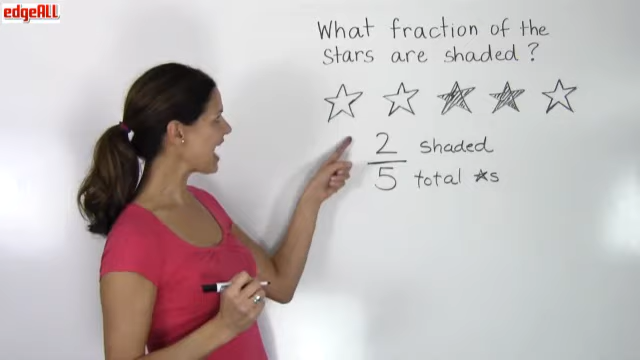 edgeALL
What fraction of the
stars are shaded?
2 shaded
5 total ★s